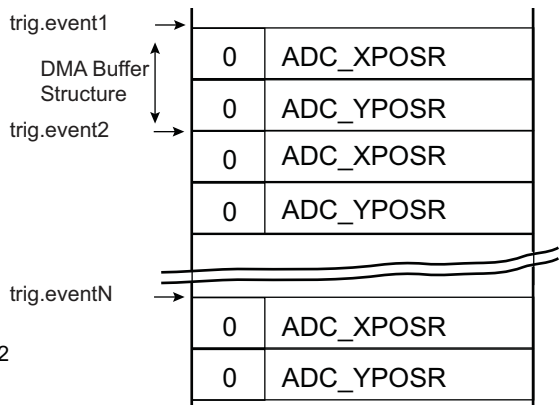 trig.event1
0 ADC_XPOSR
DMA Buffer
Structure
0 ADC_YPOSR
trig.event2
0 ADC_XPOSR
0 ADC_YPOSR
trig.eventN
0 ADC_XPOSR
2
0 ADC_YPOSR